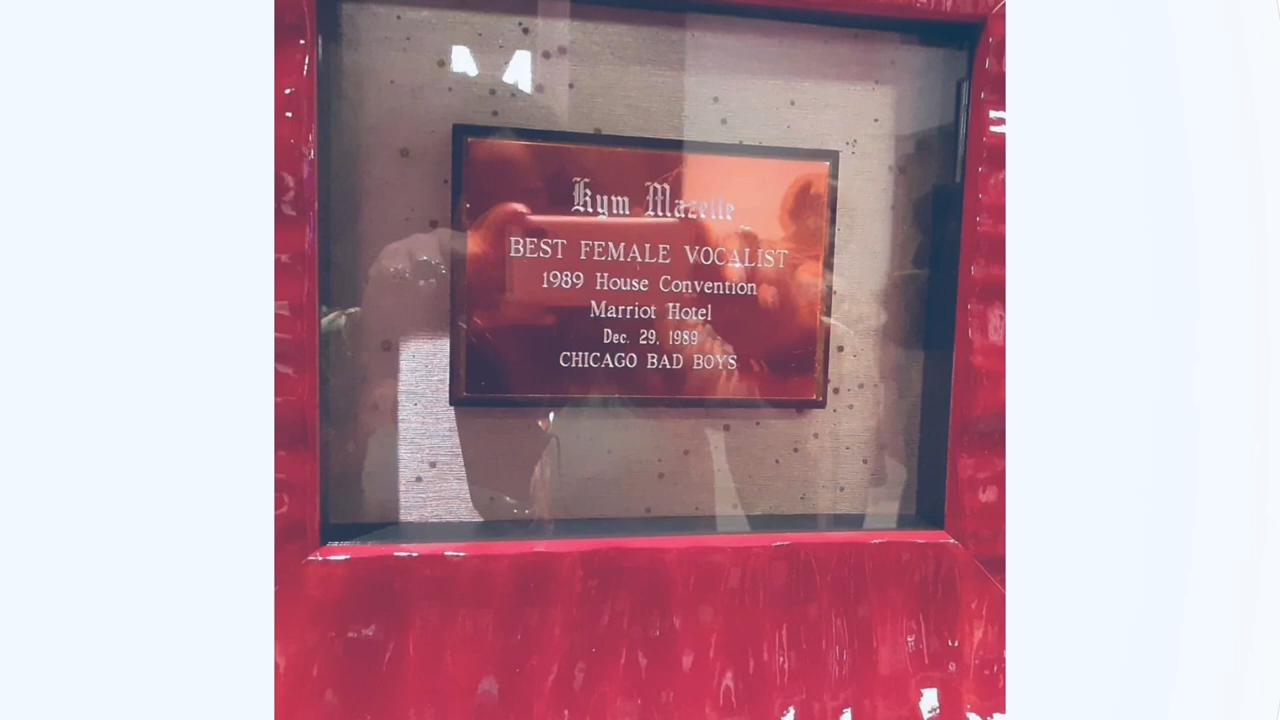 Kym Mazelle
BEST FEMALE VOCALIST
1989 House Convention
Marriot Hotel
Dec. 29, 1989
CHICAGO BAD BOYS